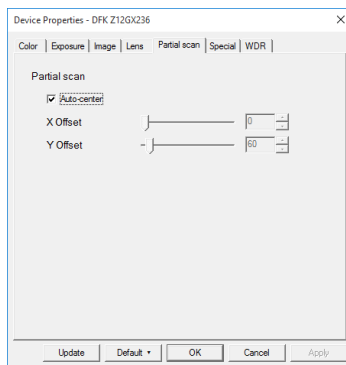 Device Properties - DFK Z12GX236
Color Exposure Image Lens Partial scan Special WDR
Partial scan
Auto-center
X Offset 0
Y Offset 60
Update Default OK Cancel Apply